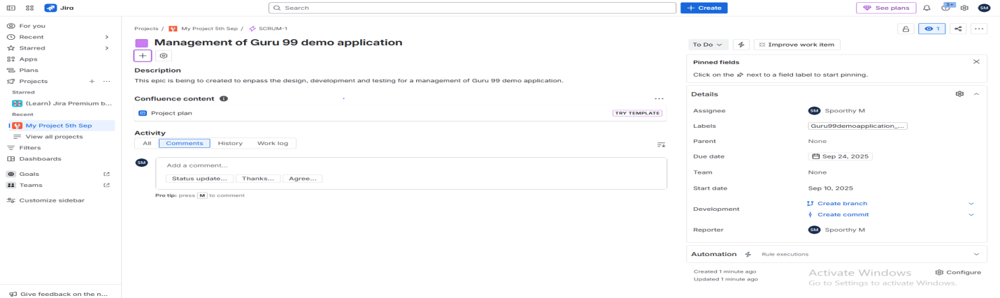 Jira
Search
+ Create
See plans
3+
SM
For you
Recent
Starred
Apps
Plans
Projects
Starred
(Learn) Jira Premium b...
Recent
My Project 5th Sep
View all projects
Filters
Dashboards
Goals
Teams
Customize sidebar
Give feedback on the n...
Projects / My Project 5th Sep / SCRUM-1
1
Management of Guru 99 demo application
Description
This epic is being to created to enpass the design, development and testing for a management of Guru 99 demo application.
Confluence content
Project plan
TRY TEMPLATE
Activity
All Comments History Work log
SM
Add a comment...
Status update... Thanks... Agree...
Pro tip: press M to comment
To Do
Improve work item
Pinned fields
Click on the next to a field label to start pinning.
Details
Assignee SM Spoorthy M
Labels Guru99demoapplication_...
Parent None
Due date Sep 24, 2025
Team None
Start date Sep 10, 2025
Development Create branch
Create commit
Reporter SM Spoorthy M
Automation Rule executions
Created 1 minute ago
Updated 1 minute ago
Configure
Activate Windows
Go to Settings to activate Windows.